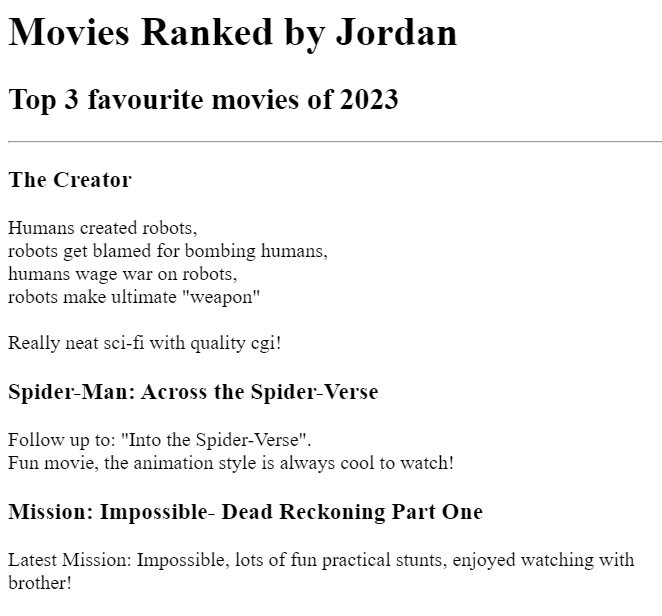 Movies Ranked by Jordan
Top 3 favourite movies of 2023
The Creator
Humans created robots,
robots get blamed for bombing humans,
humans wage war on robots,
robots make ultimate "weapon"
Really neat sci-fi with quality cgi!
Spider-Man: Across the Spider-Verse
Follow up to: "Into the Spider-Verse".
Fun movie, the animation style is always cool to watch!
Mission: Impossible- Dead Reckoning Part One
Latest Mission: Impossible, lots of fun practical stunts, enjoyed watching with
brother!